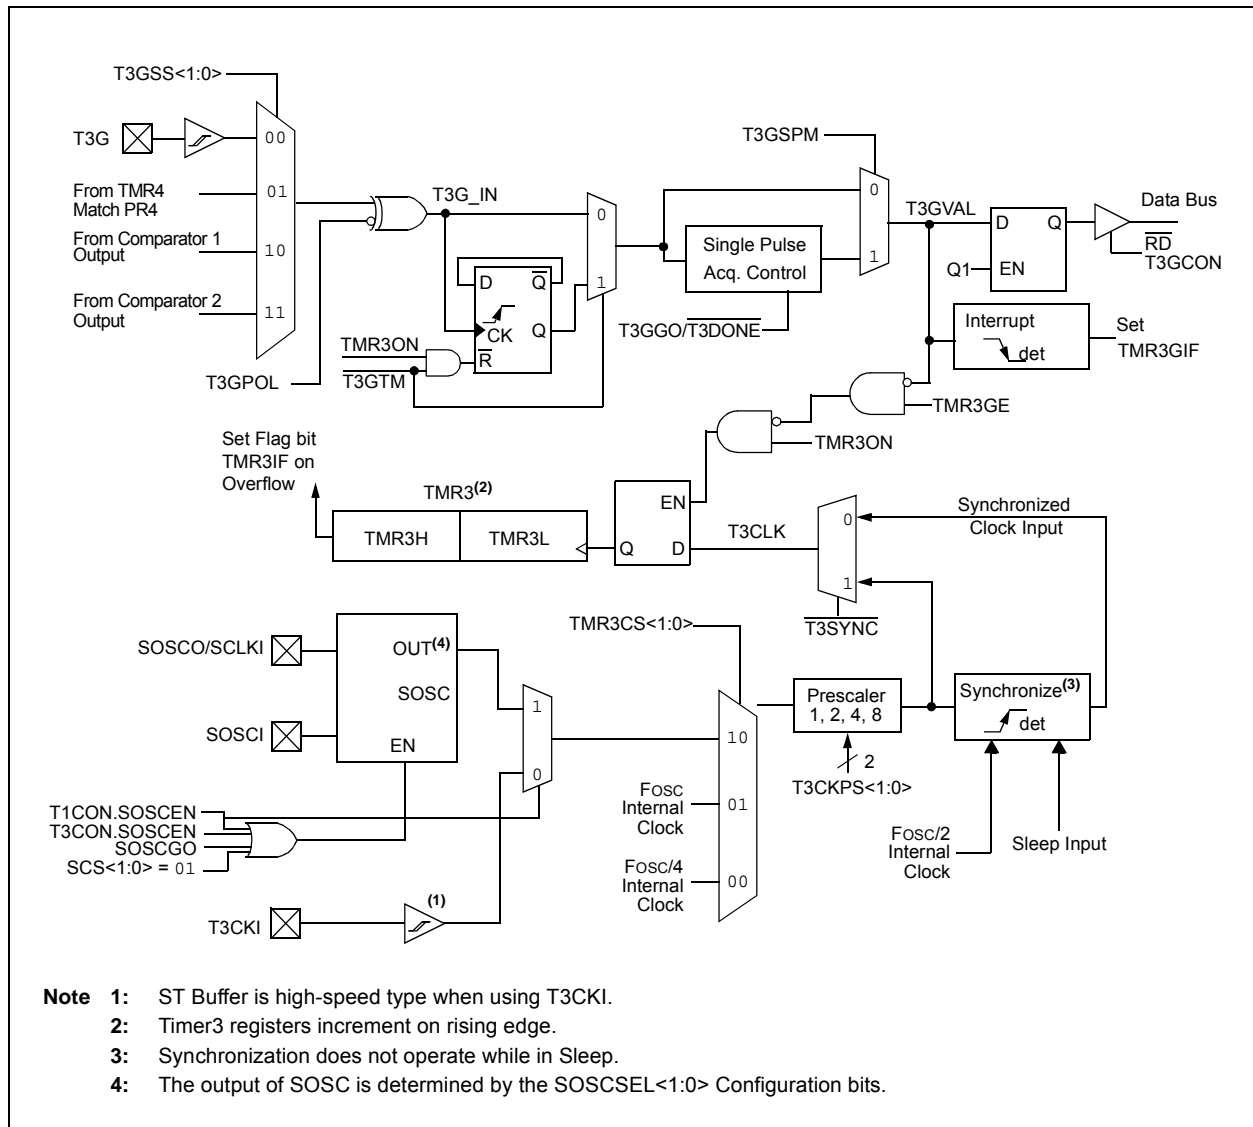 T3GSS<1:0>
T3G
00
From TMR4
Match PR4
01
From Comparator 1
Output
10
From Comparator 2
Output
11
T3GPOL
T3G_IN
0
1
D
Q
CK
Q
R
TMR3ON
T3GTM
T3GSPM
0
1
Single Pulse
Acq. Control
T3GGO/T3DONE
T3GVAL
D
Q
Q1
EN
Data Bus
RD
T3GCON
Interrupt
det
Set
TMR3GIF
TMR3GE
TMR3ON
Set Flag bit
TMR3IF on
Overflow
TMR3(2)
TMR3H
TMR3L
EN
Q
D
T3CLK
0
1
T3SYNC
Synchronized
Clock Input
SOSCO/SCLKI
OUT(4)
SOSC
SOSCI
EN
1
0
T1CON.SOSCEN
T3CON.SOSCEN
SOSCGO
SCS<1:0> = 01
T3CKI
(1)
TMR3CS<1:0>
10
FOSC
Internal
Clock
01
FOSC/4
Internal
Clock
00
Prescaler
1, 2, 4, 8
2
T3CKPS<1:0>
Synchronize(3)
det
FOSC/2
Internal
Clock
Sleep Input
Note 1: ST Buffer is high-speed type when using T3CKI.
2: Timer3 registers increment on rising edge.
3: Synchronization does not operate while in Sleep.
4: The output of SOSC is determined by the SOSCSEL<1:0> Configuration bits.